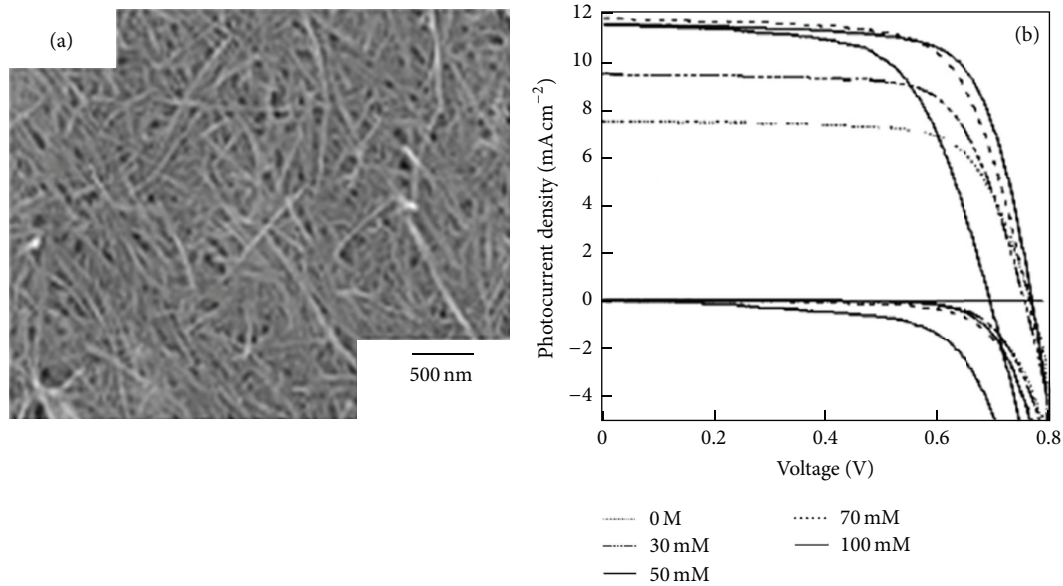 (a)
500 nm
(b)
12
10
8
6
4
2
0
−2
−4
Photocurrent density (mA cm−2)
0
0.2
0.4
0.6
0.8
Voltage (V)
0 M
30 mM
50 mM
70 mM
100 mM